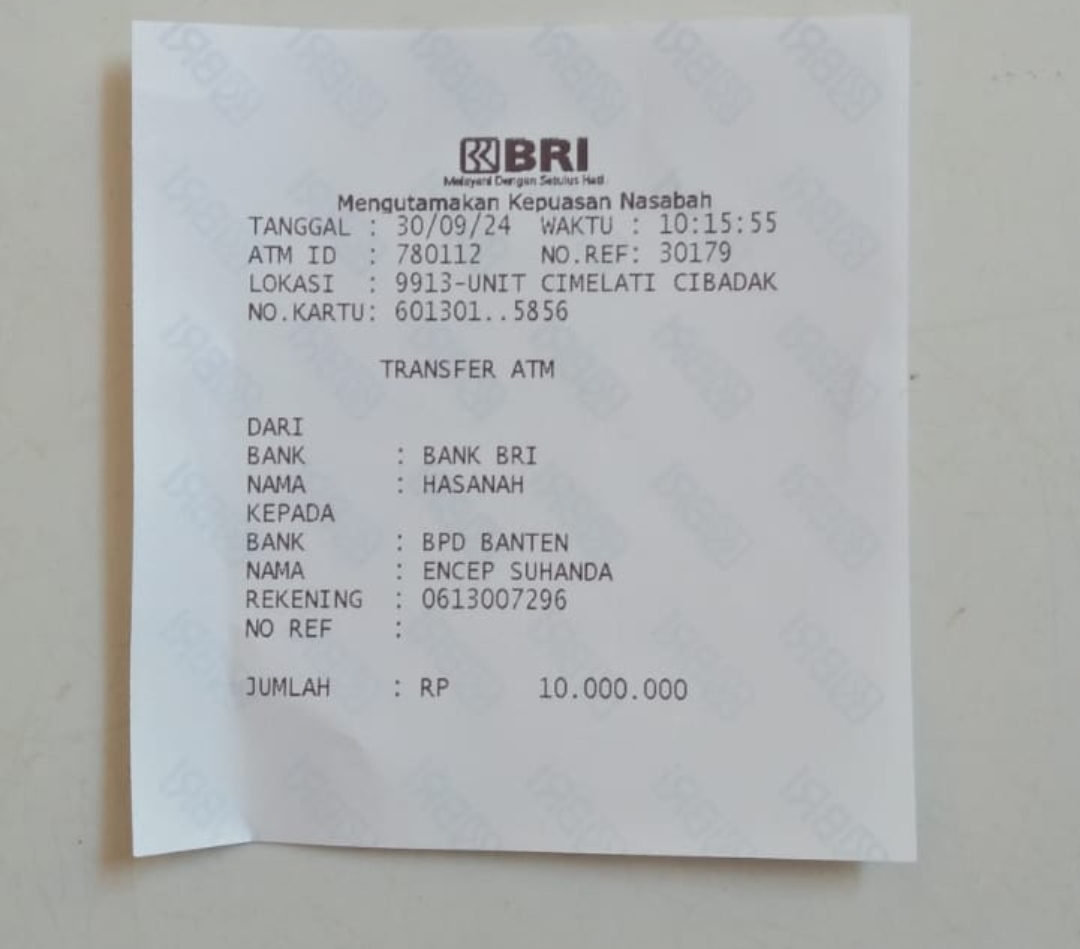 BRI
Melayani Dengan Setulus Hati
Mengutamakan Kepuasan Nasabah
TANGGAL : 30/09/24 WAKTU : 10:15:55
ATM ID : 780112 NO.REF: 30179
LOKASI : 9913-UNIT CIMELATI CIBADAK
NO.KARTU: 601301..5856
TRANSFER ATM
DARI
BANK : BANK BRI
NAMA : HASANAH
KEPADA
BANK : BPD BANTEN
NAMA : ENCEP SUHANDA
REKENING : 0613007296
NO REF :
JUMLAH : RP 10.000.000